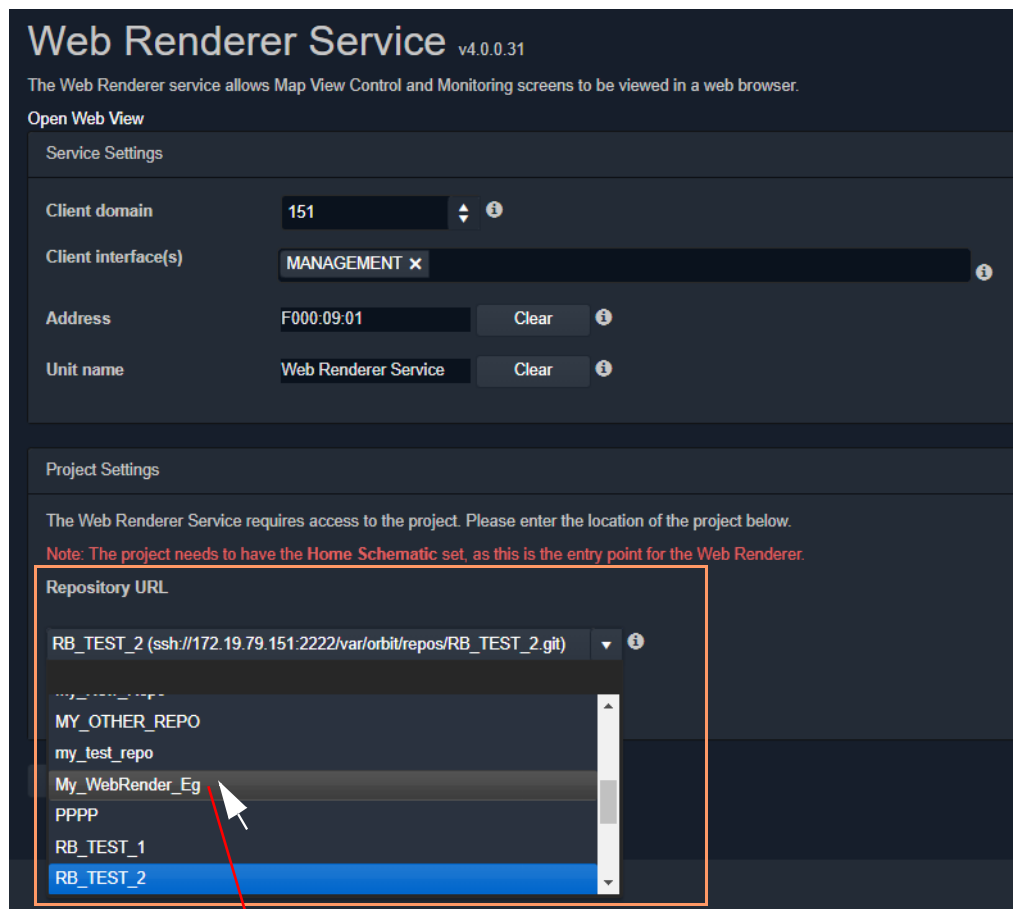 Web Renderer Service v4.0.0.31
The Web Renderer service allows Map View Control and Monitoring screens to be viewed in a web browser.
Open Web View
Service Settings
Client domain 151
Client interface(s) MANAGEMENT ×
Address F000:09:01 Clear
Unit name Web Renderer Service Clear
Project Settings
The Web Renderer Service requires access to the project. Please enter the location of the project below.
Note: The project needs to have the Home Schematic set, as this is the entry point for the Web Renderer.
Repository URL
RB_TEST_2 (ssh://172.19.79.151:2222/var/orbit/repos/RB_TEST_2.git)
MY_OTHER_REPO
my_test_repo
My_WebRender_Eg
PPPP
RB_TEST_1
RB_TEST_2